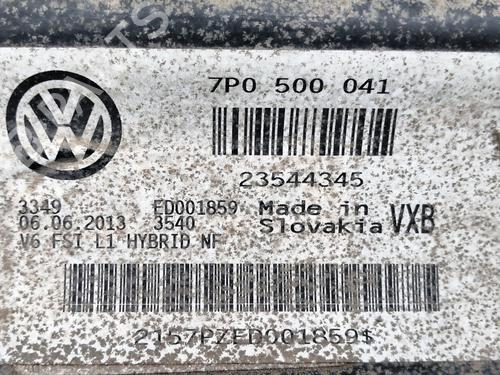 7P0 500 041
23544345
3349 ED001859 Made in
06.06.2013 3540 Slovakia VXB
V6 FSI L1 HYBRID NF
2157PZED001859$